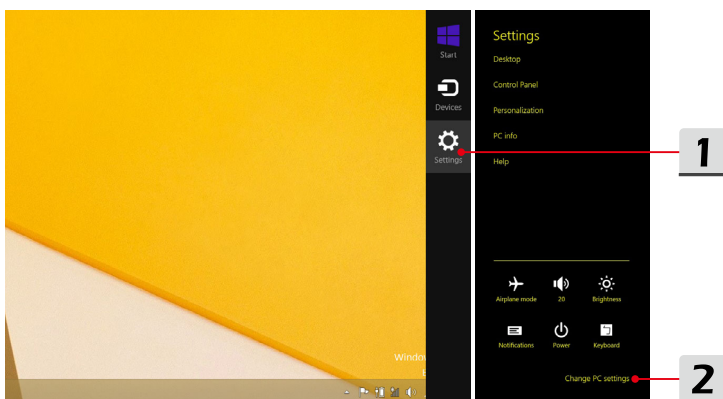 Start
Devices
Settings
Windo
Settings
Desktop
Control Panel
Personalization
PC info
Help
Airplane mode
20
Brightness
Notifications
Power
Keyboard
Change PC settings
1
2